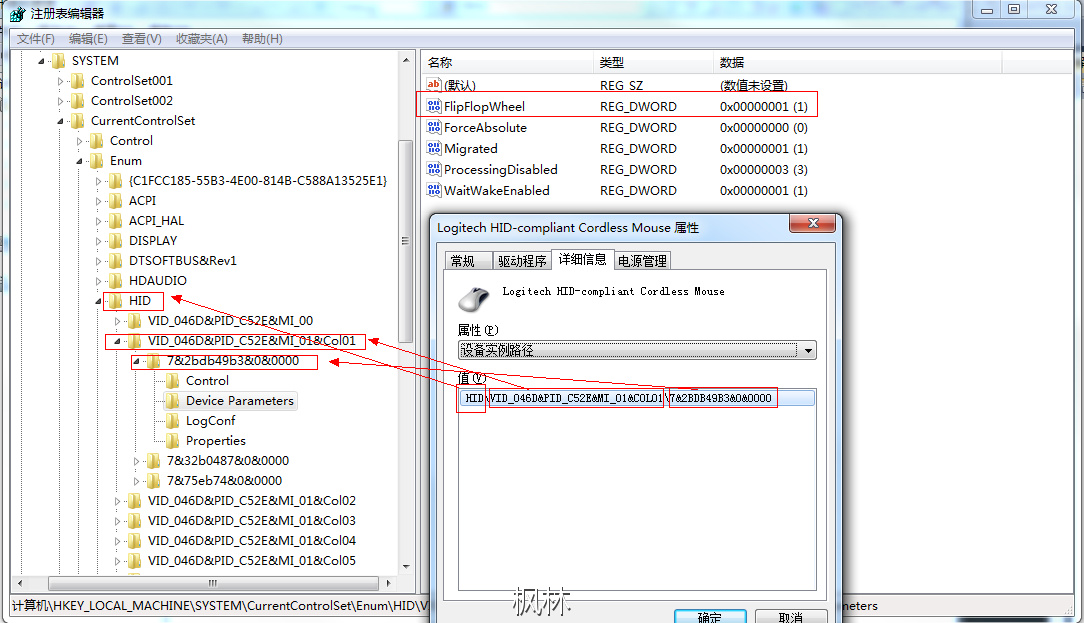 注册表编辑器
文件(F) 编辑(E) 查看(V) 收藏夹(A) 帮助(H)
SYSTEM
ControlSet001
ControlSet002
CurrentControlSet
Control
Enum
{C1FCC185-55B3-4E00-814B-C588A13525E1}
ACPI
ACPI_HAL
DISPLAY
DTSOFTBUS&Rev1
HDAUDIO
HID
VID_046D&PID_C52E&MI_00
VID_046D&PID_C52E&MI_01&Col01
7&2bdb49b3&0&0000
Control
Device Parameters
LogConf
Properties
7&32b0487&0&0000
7&75eb74&0&0000
VID_046D&PID_C52E&MI_01&Col02
VID_046D&PID_C52E&MI_01&Col03
VID_046D&PID_C52E&MI_01&Col04
VID_046D&PID_C52E&MI_01&Col05
名称 类型 数据
ab (默认) REG_SZ (数值未设置)
FlipFlopWheel REG_DWORD 0x00000001 (1)
ForceAbsolute REG_DWORD 0x00000000 (0)
Migrated REG_DWORD 0x00000001 (1)
ProcessingDisabled REG_DWORD 0x00000003 (3)
WaitWakeEnabled REG_DWORD 0x00000001 (1)
Logitech HID-compliant Cordless Mouse 属性
常规 驱动程序 详细信息 电源管理
Logitech HID-compliant Cordless Mouse
属性(P)
设备实例路径
值(V)
HID\VID_046D&PID_C52E&MI_01&COL01\7&2BDB49B3&0&0000
枫林
确定 取消
计算机\HKEY_LOCAL_MACHINE\SYSTEM\CurrentControlSet\Enum\HID\V
meters